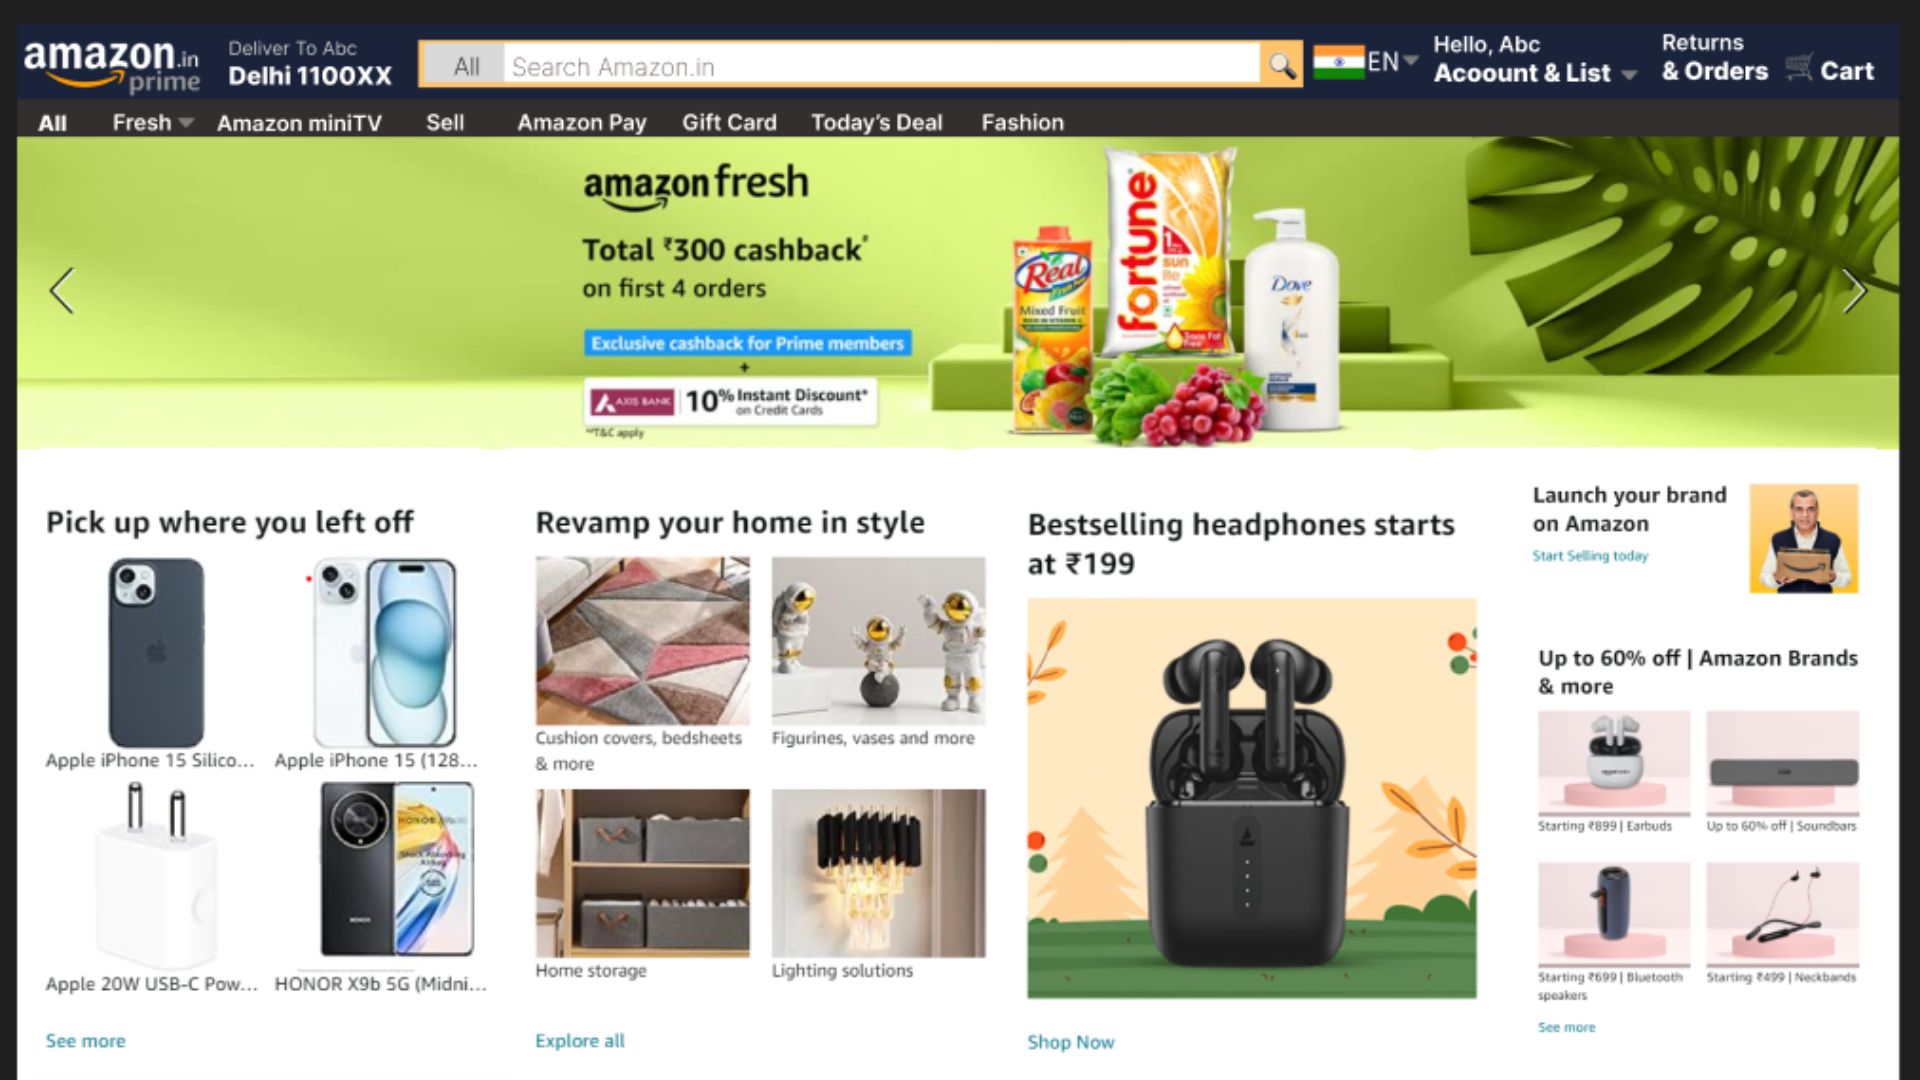 amazon.in
prime
Deliver To Abc
Delhi 1100XX
All
Search Amazon.in
EN
Hello, Abc
Acoount & List
Returns
& Orders
Cart
All
Fresh
Amazon miniTV
Sell
Amazon Pay
Gift Card
Today's Deal
Fashion
amazon fresh
Total ₹300 cashback*
on first 4 orders
Exclusive cashback for Prime members
+
AXIS BANK
10% Instant Discount*
on Credit Cards
**T&C apply
Real
Mixed Fruit
fortune
sun
lite
Trans Fat
Free
Dove
Pick up where you left off
Apple iPhone 15 Silico...
Apple iPhone 15 (128...
HONOR
Apple 20W USB-C Pow...
HONOR X9b 5G (Midni...
See more
Revamp your home in style
Cushion covers, bedsheets
& more
Figurines, vases and more
Home storage
Lighting solutions
Explore all
Bestselling headphones starts
at ₹199
Shop Now
Launch your brand
on Amazon
Start Selling today
Up to 60% off | Amazon Brands
& more
Starting ₹899 | Earbuds
Up to 60% off | Soundbars
Starting ₹699 | Bluetooth
speakers
Starting ₹499 | Neckbands
See more